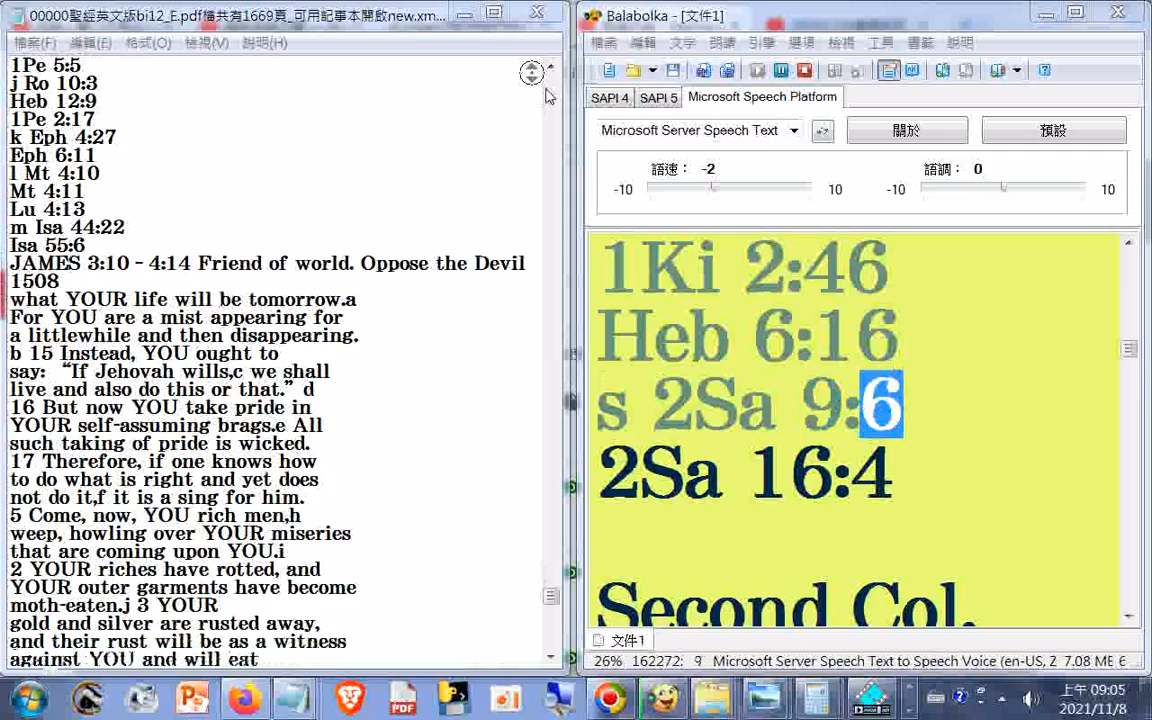 00000聖經英文版bi12_E.pdf檔共有1669頁_可用記事本開啟new.xm...
檔案(F) 編輯(E) 格式(O) 檢視(V) 說明(H)
1Pe 5:5
j Ro 10:3
Heb 12:9
1Pe 2:17
k Eph 4:27
Eph 6:11
l Mt 4:10
Mt 4:11
Lu 4:13
m Isa 44:22
Isa 55:6
JAMES 3:10–4:14 Friend of world. Oppose the Devil
1508
what YOUR life will be tomorrow.a
For YOU are a mist appearing for
a littlewhile and then disappearing.
b 15 Instead, YOU ought to
say: “If Jehovah wills,c we shall
live and also do this or that.” d
16 But now YOU take pride in
YOUR self-assuming brags.e All
such taking of pride is wicked.
17 Therefore, if one knows how
to do what is right and yet does
not do it,f it is a sing for him.
5 Come, now, YOU rich men,h
weep, howling over YOUR miseries
that are coming upon YOU.i
2 YOUR riches have rotted, and
YOUR outer garments have become
moth-eaten.j 3 YOUR
gold and silver are rusted away,
and their rust will be as a witness
against YOU and will eat
Balabolka - [文件1]
檔案 編輯 文字 朗讀 引擎 選項 檢視 工具 書籤 說明
SAPI 4 SAPI 5 Microsoft Speech Platform
Microsoft Server Speech Text 關於 預設
語速： -2 語調： 0
-10 10 -10 10
1Ki 2:46
Heb 6:16
s 2Sa 9:6
2Sa 16:4
Second Col.
文件1
26% 162272: 9 Microsoft Server Speech Text to Speech Voice (en-US, Z 7.08 MB 6
上午 09:05
2021/11/8